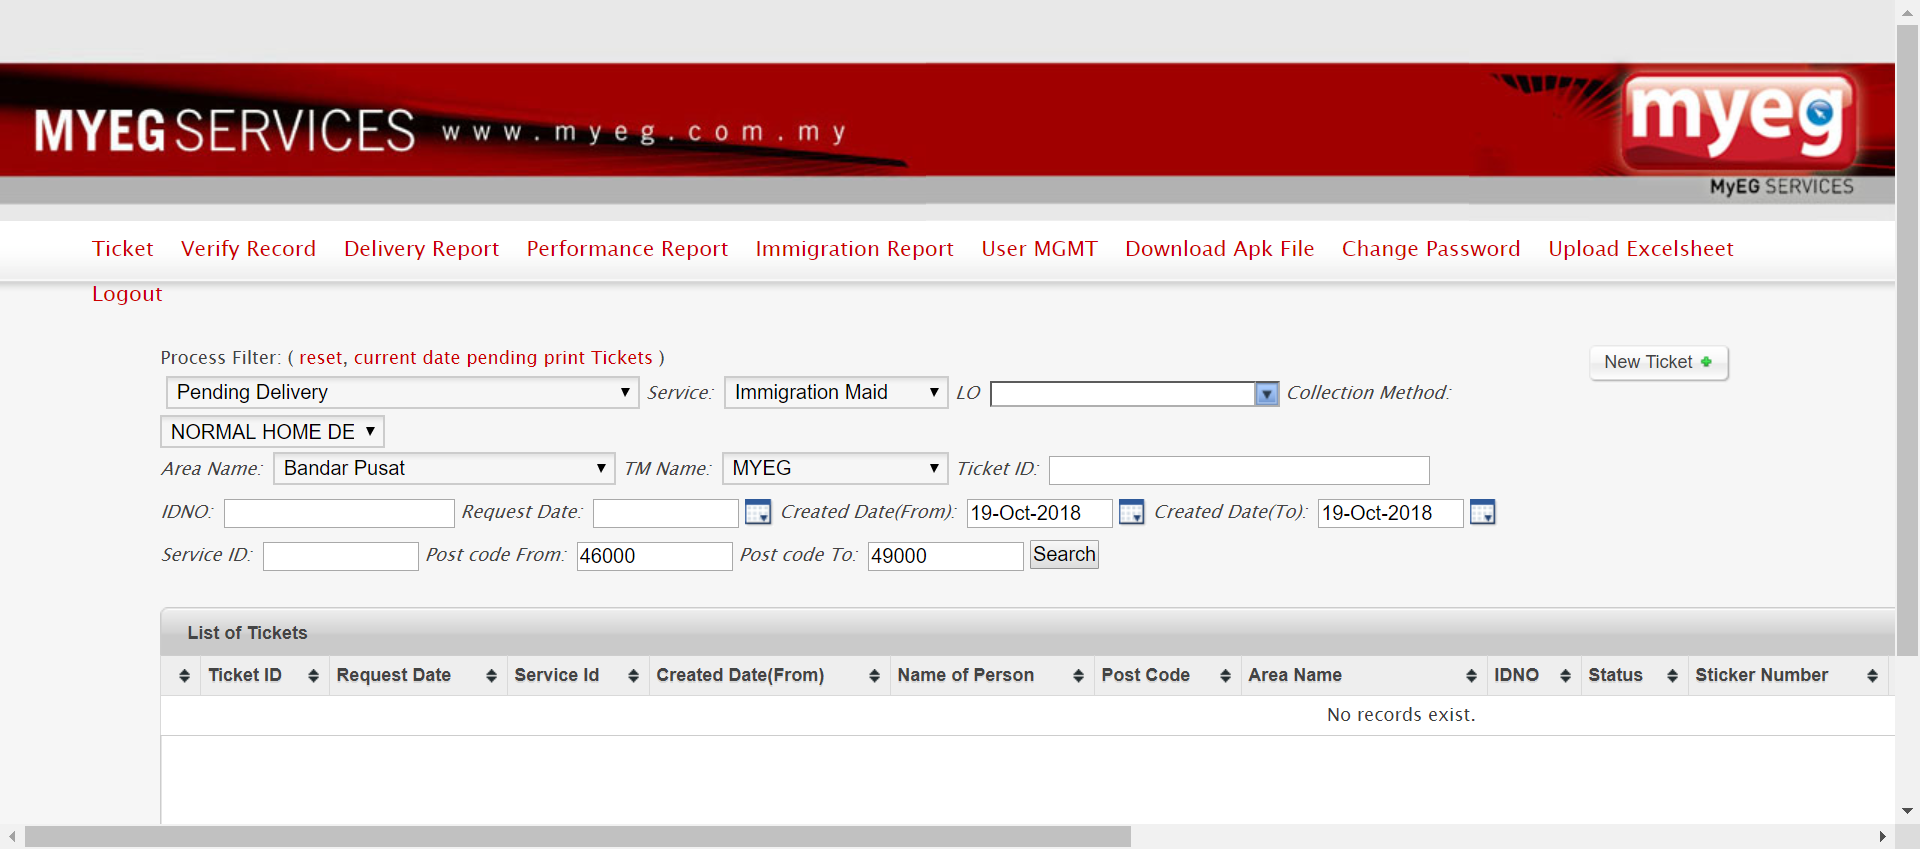 MYEG SERVICES www.myeg.com.my
myeg
MyEG SERVICES
Ticket Verify Record Delivery Report Performance Report Immigration Report User MGMT Download Apk File Change Password Upload Excelsheet
Logout
Process Filter: ( reset, current date pending print Tickets )
New Ticket
Pending Delivery Service: Immigration Maid LO Collection Method:
NORMAL HOME DE
Area Name: Bandar Pusat TM Name: MYEG Ticket ID:
IDNO: Request Date: Created Date(From): 19-Oct-2018 Created Date(To): 19-Oct-2018
Service ID: Post code From: 46000 Post code To: 49000 Search
List of Tickets
Ticket ID Request Date Service Id Created Date(From) Name of Person Post Code Area Name IDNO Status Sticker Number
No records exist.